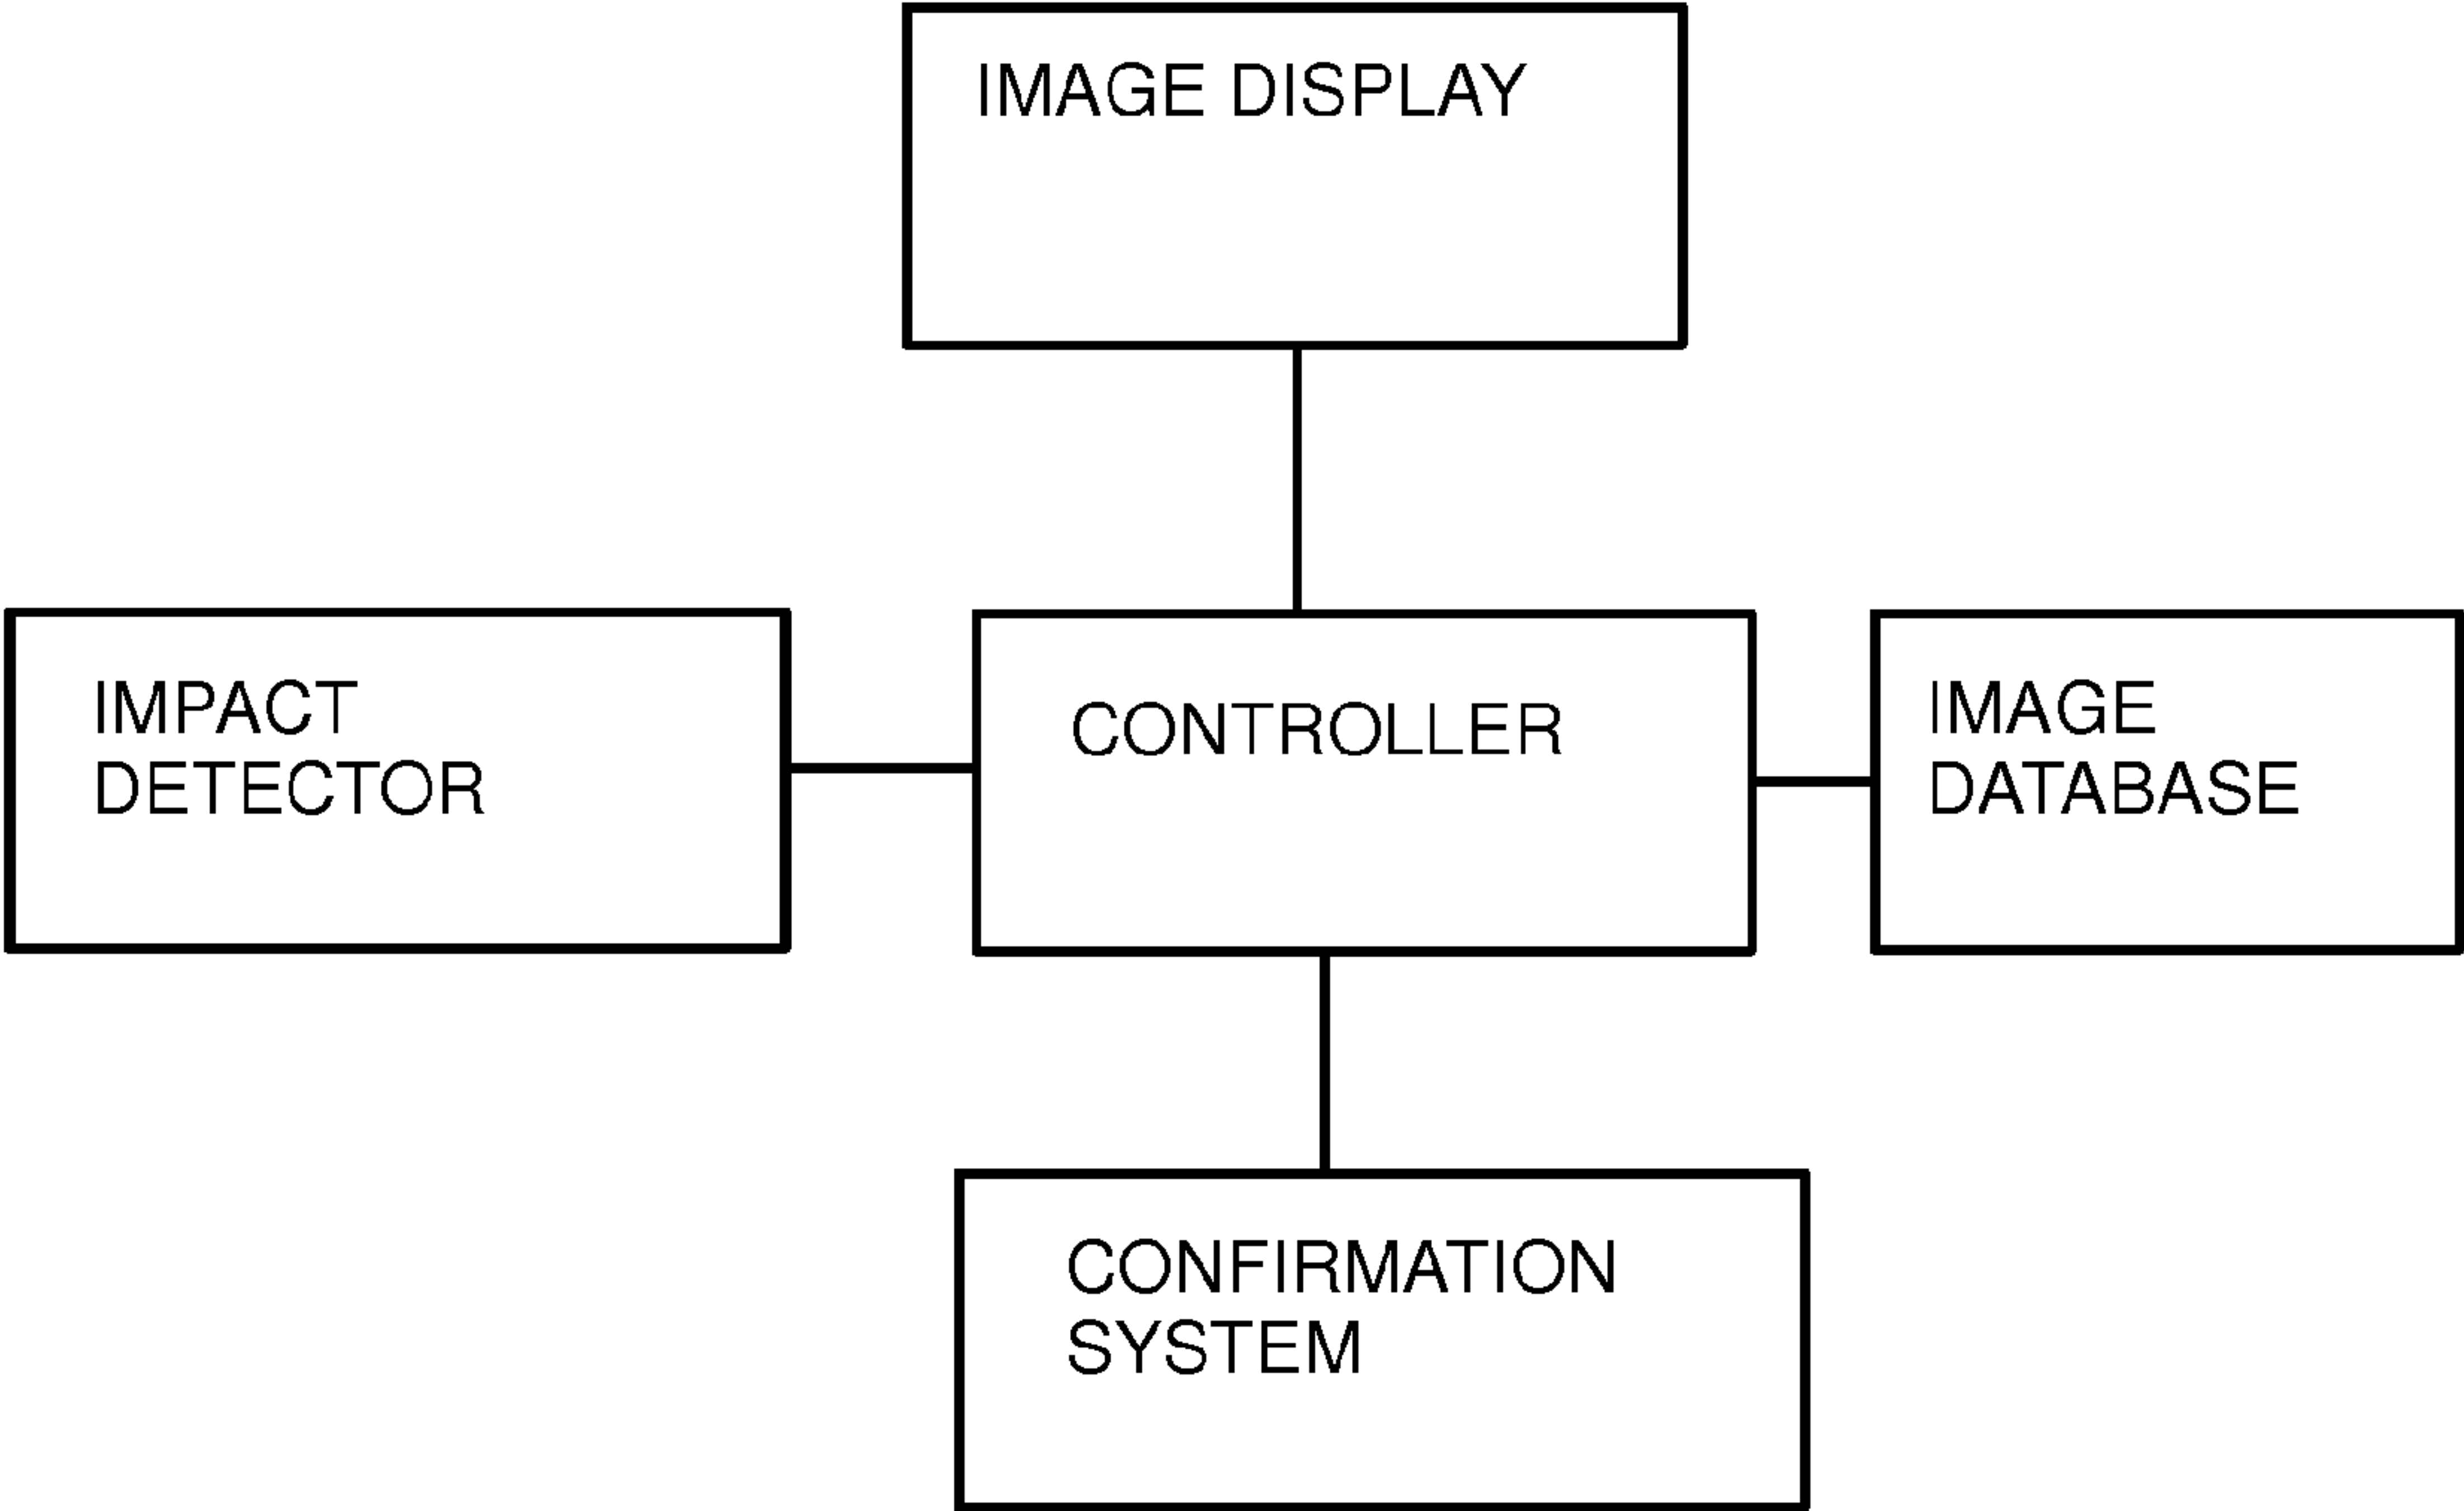 IMAGE DISPLAY
IMPACT
DETECTOR
CONTROLLER
IMAGE
DATABASE
CONFIRMATION
SYSTEM